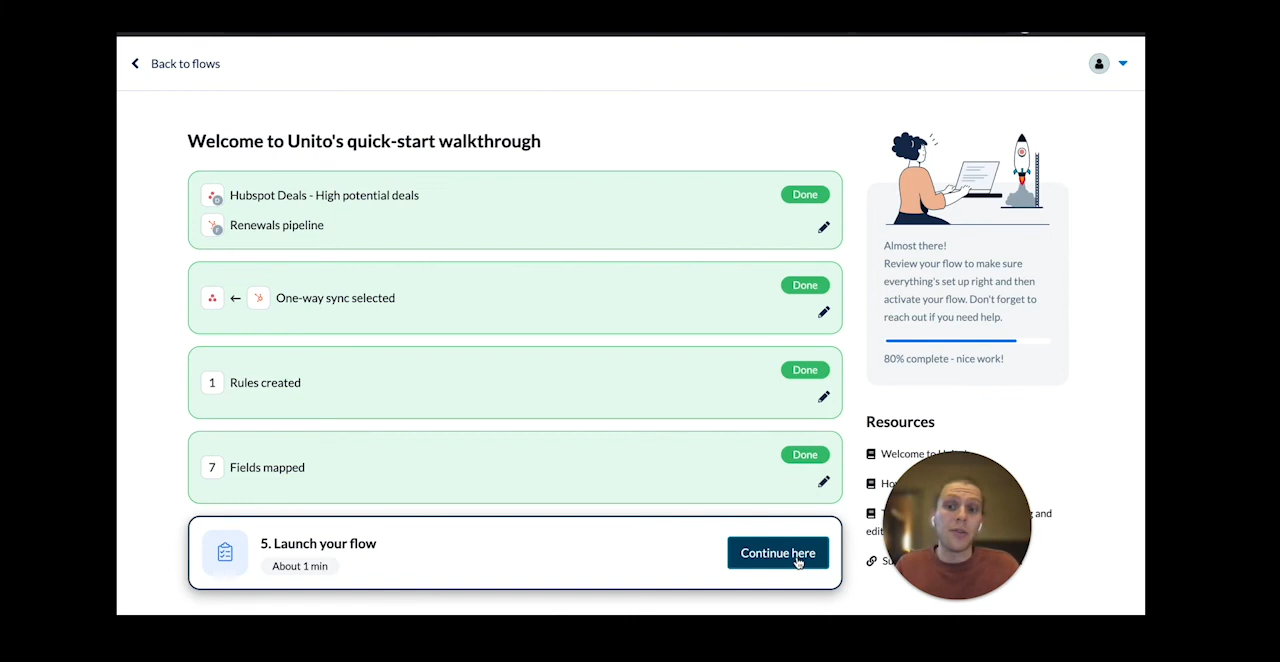 Back to flows
Welcome to Unito's quick-start walkthrough
Hubspot Deals - High potential deals
Done
Renewals pipeline
One-way sync selected
Done
1 Rules created
Done
7 Fields mapped
Done
5. Launch your flow
About 1 min
Continue here
Almost there!
Review your flow to make sure
everything's set up right and then
activate your flow. Don't forget to
reach out if you need help.
80% complete - nice work!
Resources
Welcome to
and